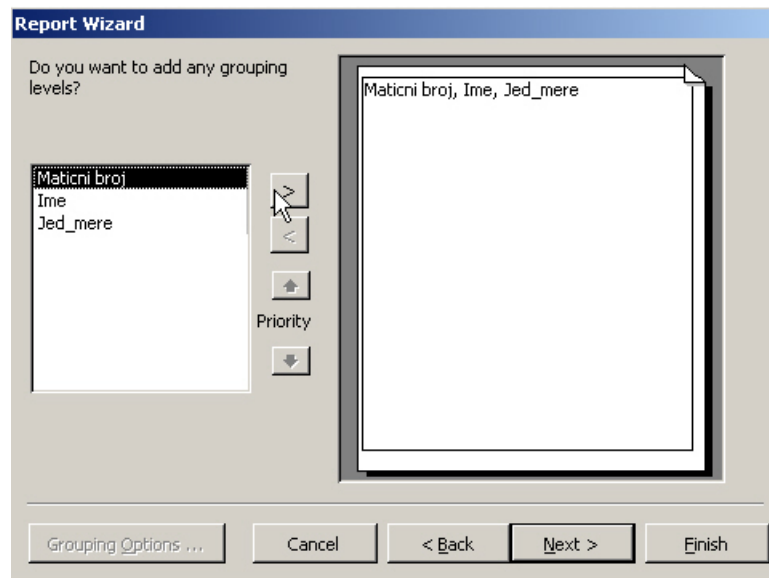 Report Wizard
Do you want to add any grouping
levels?
Maticni broj
Ime
Jed_mere
>
<
Priority
Maticni broj, Ime, Jed_mere
Grouping Options ...
Cancel
< Back
Next >
Finish